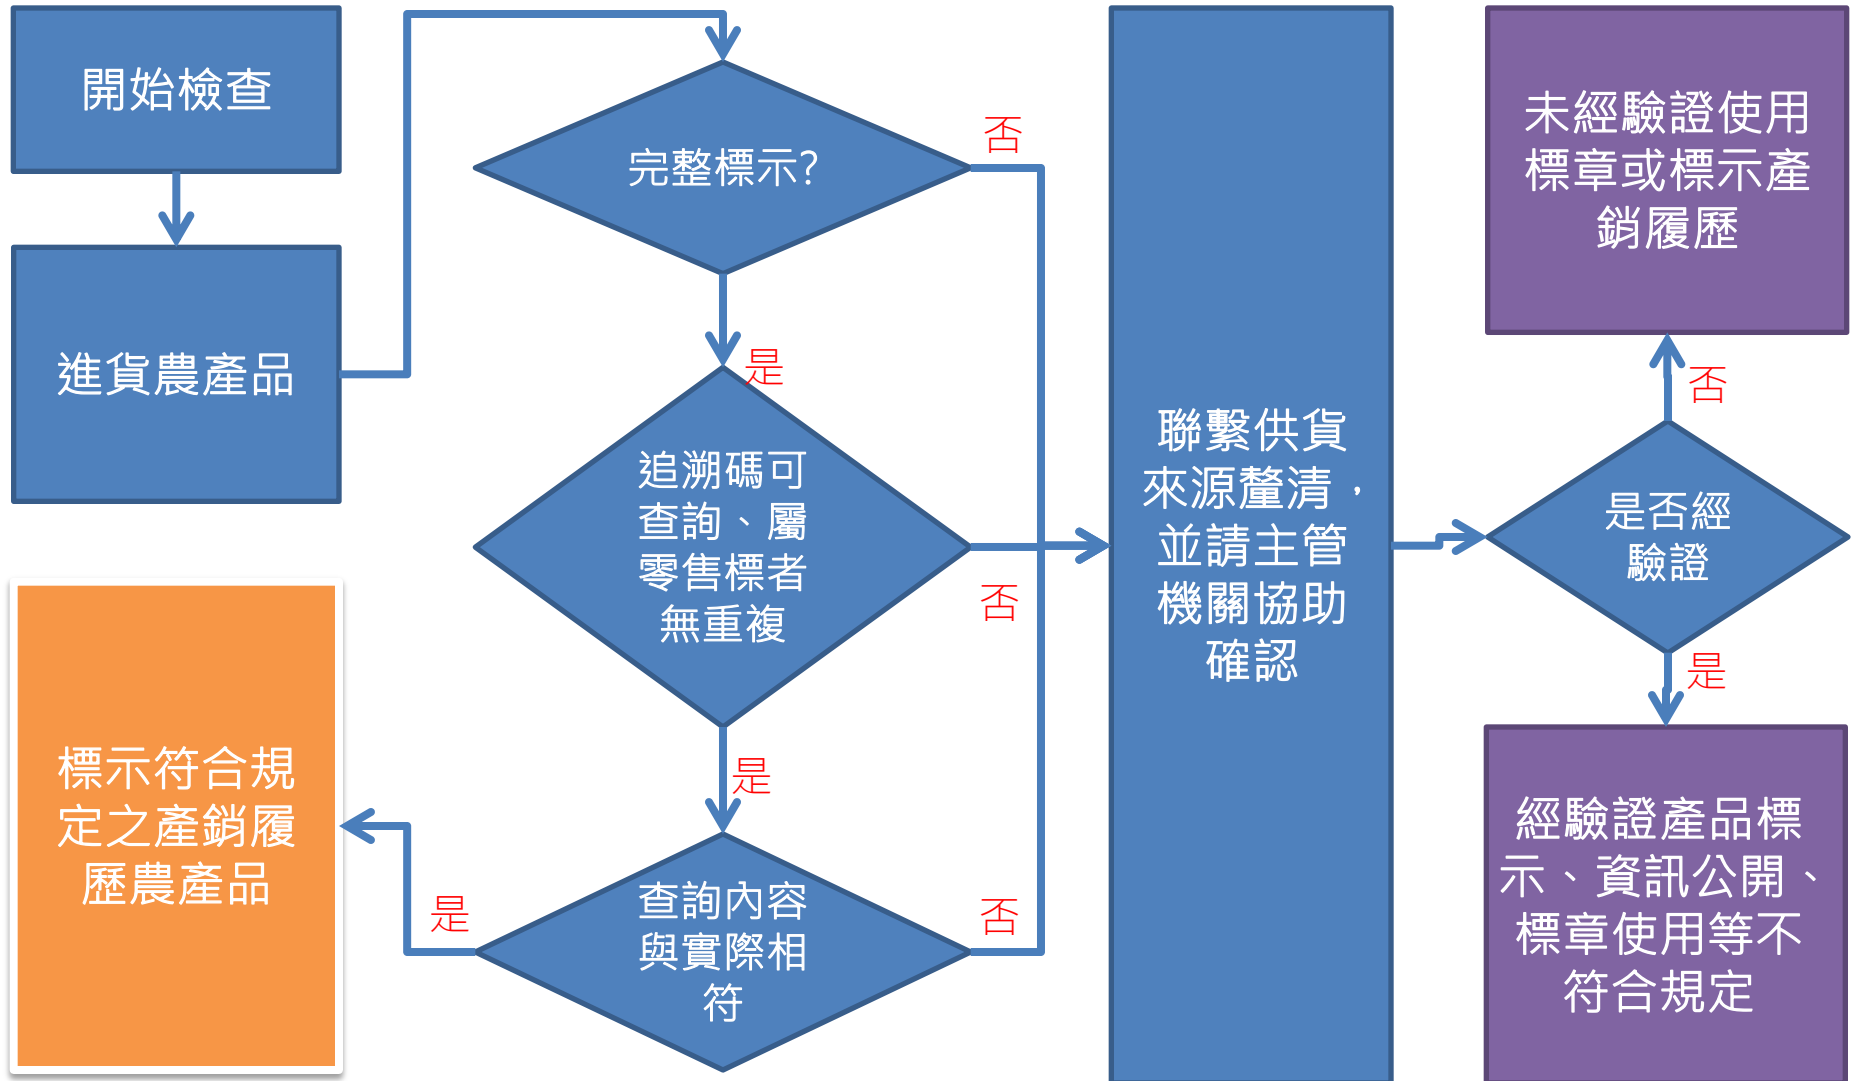 開始檢查
進貨農產品
完整標示?
否
是
追溯碼可
查詢、屬
零售標者
無重複
否
是
查詢內容
與實際相
符
否
是
標示符合規
定之產銷履
歷農產品
聯繫供貨
來源釐清，
並請主管
機關協助
確認
是否經
驗證
否
未經驗證使用
標章或標示產
銷履歷
是
經驗證產品標
示、資訊公開、
標章使用等不
符合規定